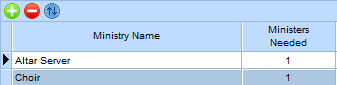 Ministry Name Ministers Needed
Altar Server 1
Choir 1